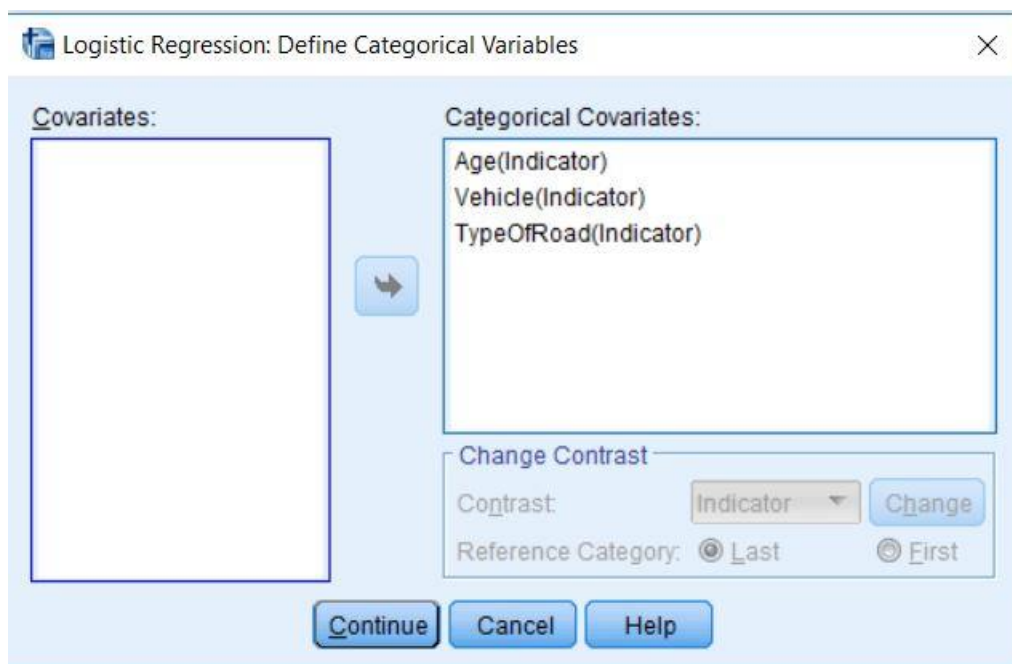 Logistic Regression: Define Categorical Variables
Covariates:
Categorical Covariates:
Age(Indicator)
Vehicle(Indicator)
TypeOfRoad(Indicator)
Change Contrast
Contrast: Indicator Change
Reference Category: Last First
Continue Cancel Help